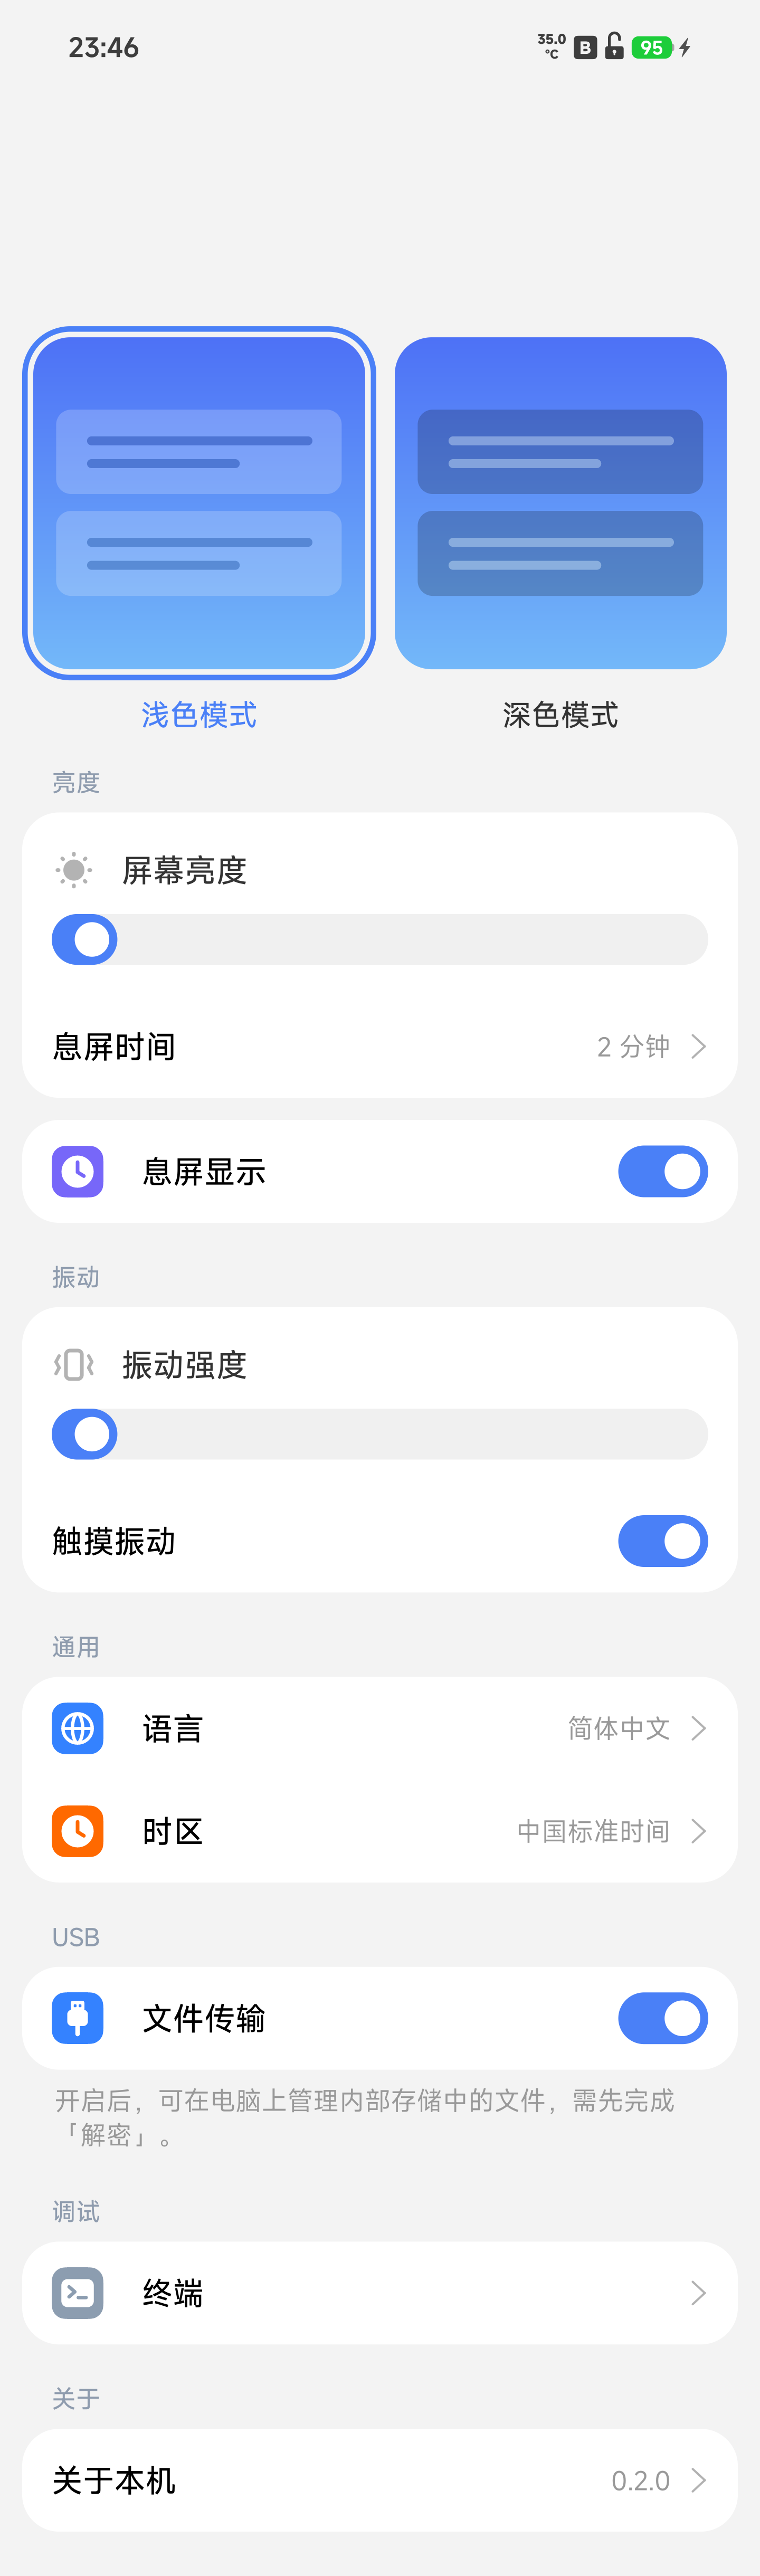 23:46
35.0
°C
B
95
浅色模式
深色模式
亮度
屏幕亮度
息屏时间
2 分钟
息屏显示
振动
振动强度
触摸振动
通用
语言
简体中文
时区
中国标准时间
USB
文件传输
开启后，可在电脑上管理内部存储中的文件，需先完成
「解密」。
调试
终端
关于
关于本机
0.2.0